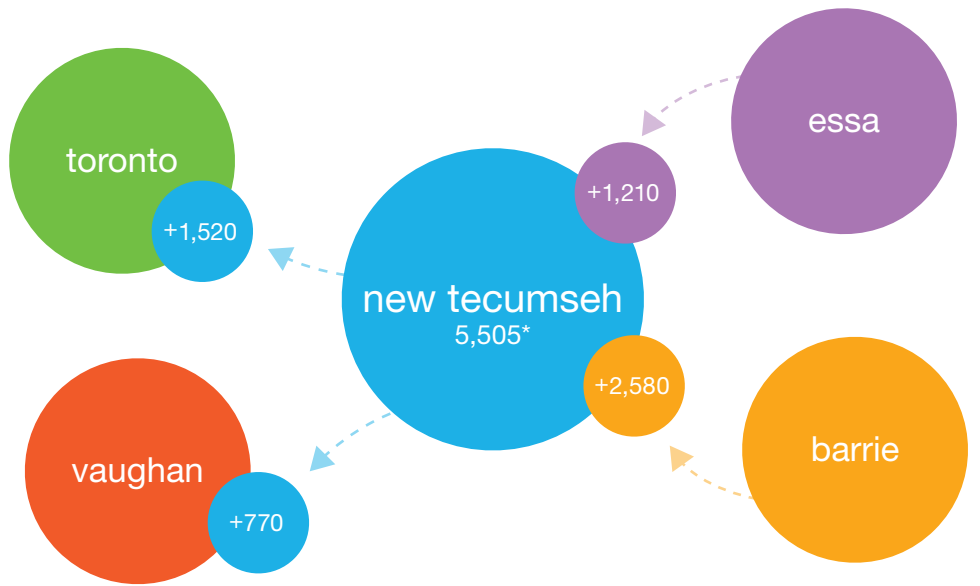 toronto
+1,520
essa
+1,210
new tecumseh
5,505*
+2,580
vaughan
+770
barrie